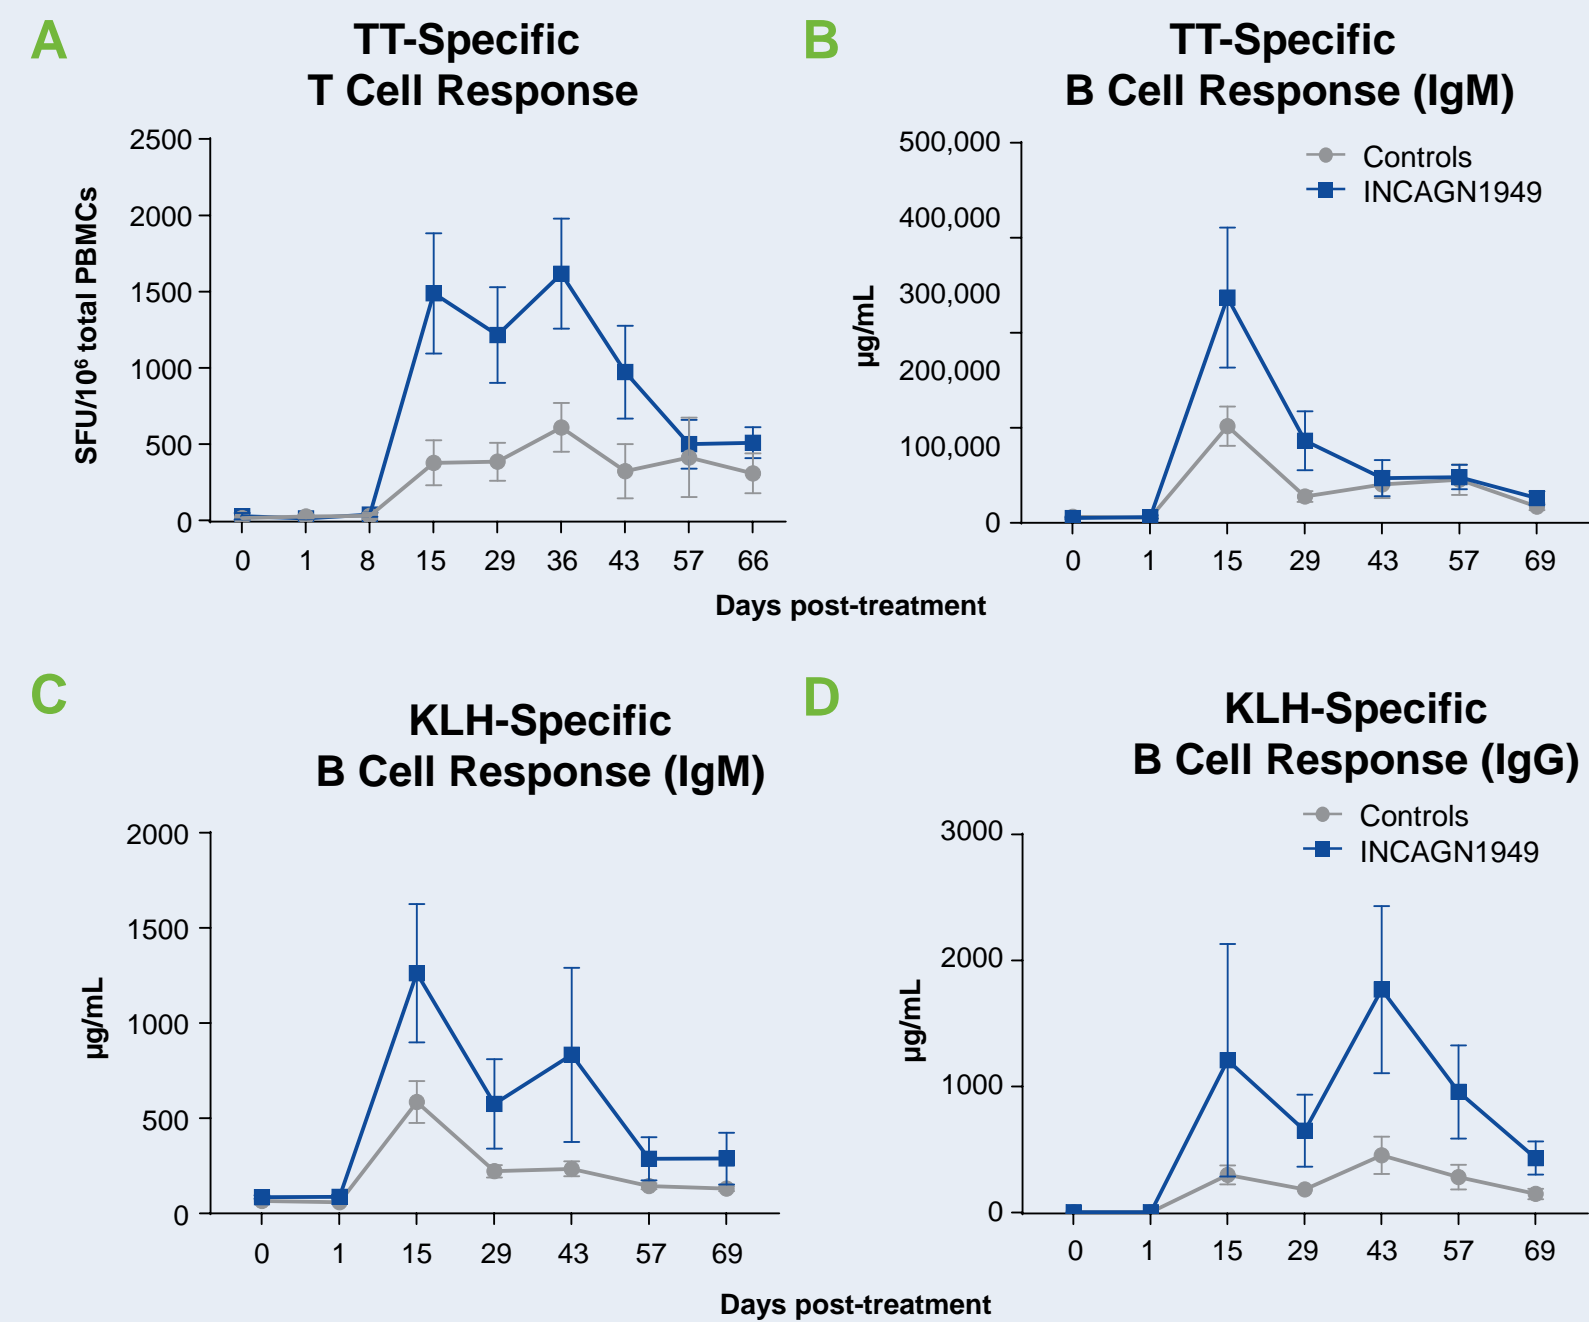 A
TT-Specific
T Cell Response
2500
2000
1500
1000
500
0
SFU/10⁶ total PBMCs
0 1 8 15 29 36 43 57 66
B
TT-Specific
B Cell Response (IgM)
Controls
INCAGN1949
500,000
400,000
300,000
200,000
100,000
0
µg/mL
0 1 15 29 43 57 69
Days post-treatment
C
KLH-Specific
B Cell Response (IgM)
2000
1500
1000
500
0
µg/mL
0 1 15 29 43 57 69
D
KLH-Specific
B Cell Response (IgG)
Controls
INCAGN1949
3000
2000
1000
0
µg/mL
0 1 15 29 43 57 69
Days post-treatment